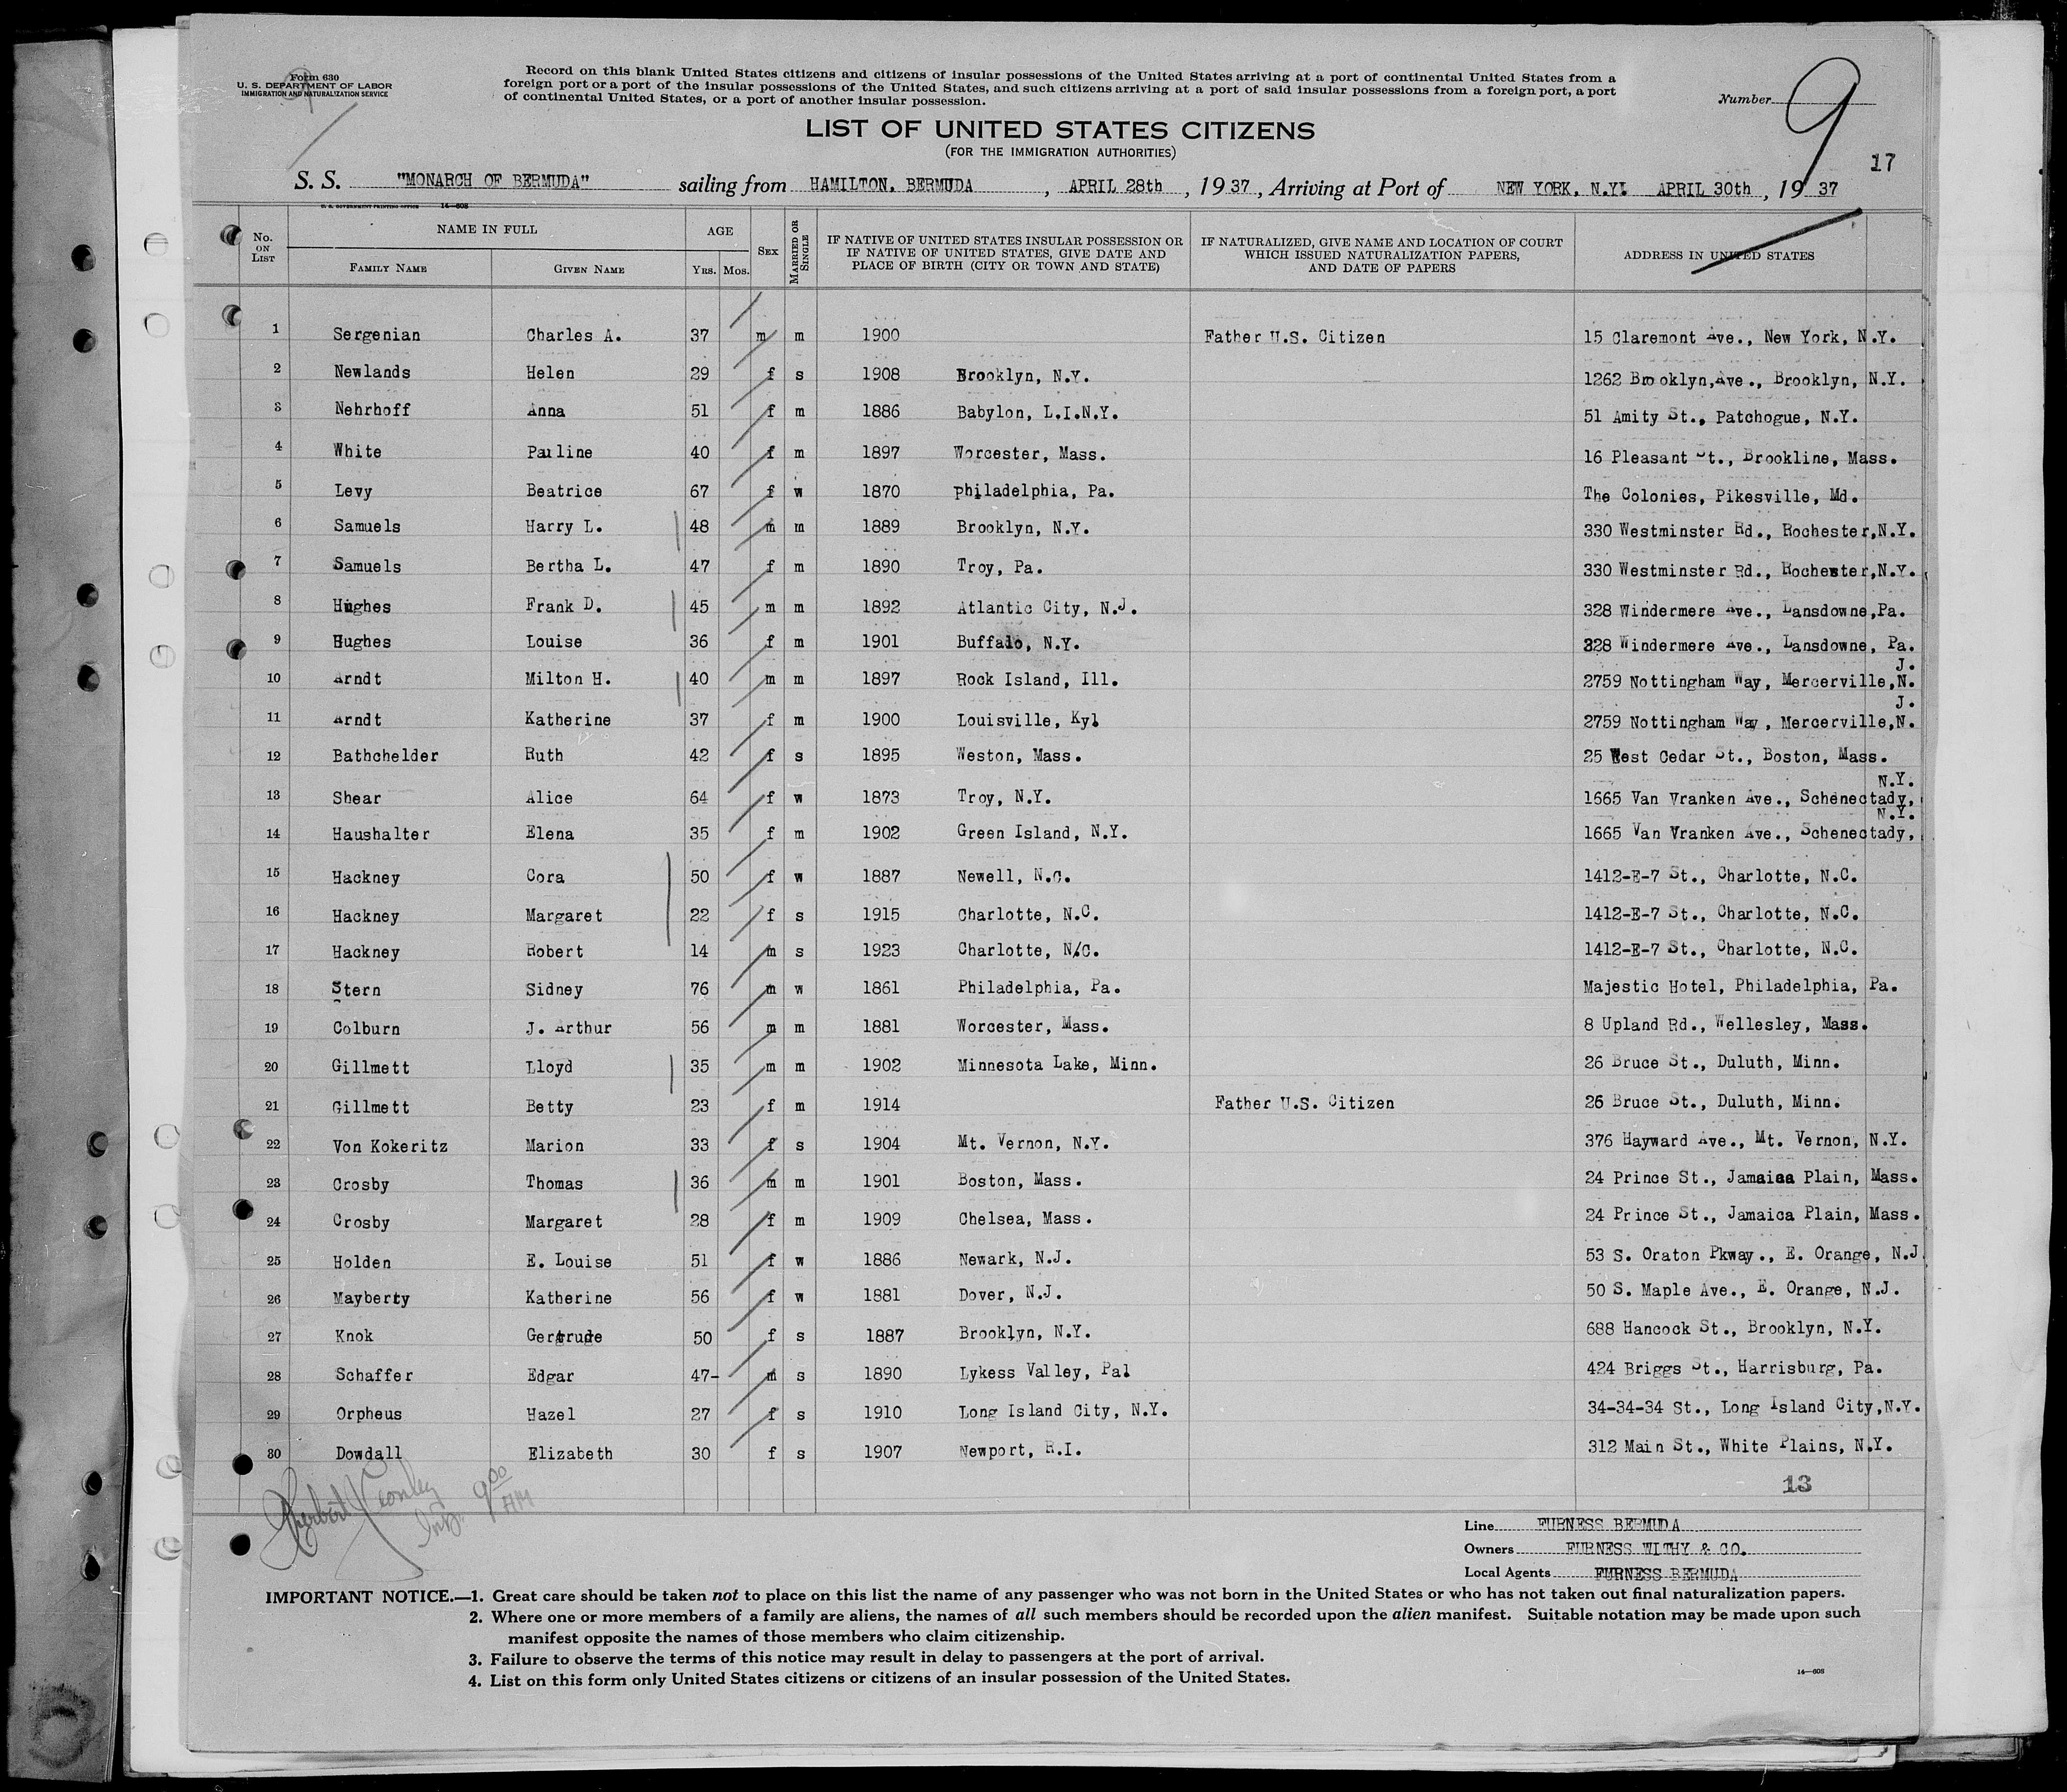 Form 630
U. S. DEPARTMENT OF LABOR
IMMIGRATION AND NATURALIZATION SERVICE
Record on this blank United States citizens and citizens of insular possessions of the United States arriving at a port of continental United States from a
foreign port or a port of the insular possessions of the United States, and such citizens arriving at a port of said insular possessions from a foreign port, a port
of continental United States, or a port of another insular possession.
Number 9
LIST OF UNITED STATES CITIZENS
(FOR THE IMMIGRATION AUTHORITIES)
17
S. S. "MONARCH OF BERMUDA" sailing from HAMILTON, BERMUDA, APRIL 28th, 1937, Arriving at Port of NEW YORK, N.Y. APRIL 30th, 1937
U. S. GOVERNMENT PRINTING OFFICE 14—608
No. ON LIST NAME IN FULL FAMILY NAME GIVEN NAME AGE YRS. MOS. SEX MARRIED OR SINGLE IF NATIVE OF UNITED STATES INSULAR POSSESSION OR IF NATIVE OF UNITED STATES, GIVE DATE AND PLACE OF BIRTH (CITY OR TOWN AND STATE) IF NATURALIZED, GIVE NAME AND LOCATION OF COURT WHICH ISSUED NATURALIZATION PAPERS, AND DATE OF PAPERS ADDRESS IN UNITED STATES
1 Sergenian Charles A. 37 m m 1900 Father U.S. Citizen 15 Claremont Ave., New York, N.Y.
2 Newlands Helen 29 f s 1908 Brooklyn, N.Y. 1262 Brooklyn,Ave., Brooklyn, N.Y.
3 Nehrhoff Anna 51 f m 1886 Babylon, L.I.N.Y. 51 Amity St., Patchogue, N.Y.
4 White Pauline 40 f m 1897 Worcester, Mass. 16 Pleasant St., Brookline, Mass.
5 Levy Beatrice 67 f w 1870 Philadelphia, Pa. The Colonies, Pikesville, Md.
6 Samuels Harry L. 48 m m 1889 Brooklyn, N.Y. 330 Westminster Rd., Rochester,N.Y.
7 Samuels Bertha L. 47 f m 1890 Troy, Pa. 330 Westminster Rd., Rochester,N.Y.
8 Hughes Frank D. 45 m m 1892 Atlantic City, N.J. 328 Windermere Ave., Lansdowne,Pa.
9 Hughes Louise 36 f m 1901 Buffalo, N.Y. 328 Windermere Ave., Lansdowne, Pa.
10 Arndt Milton H. 40 m m 1897 Rock Island, Ill. 2759 Nottingham Way, Mercerville,N.J.
11 Arndt Katherine 37 f m 1900 Louisville, Kyl 2759 Nottingham Way, Mercerville,N.J.
12 Bathchelder Ruth 42 f s 1895 Weston, Mass. 25 West Cedar St., Boston, Mass.
13 Shear Alice 64 f w 1873 Troy, N.Y. 1665 Van Vranken Ave., Schenectady, N.Y.
14 Haushalter Elena 35 f m 1902 Green Island, N.Y. 1665 Van Vranken Ave., Schenectady, N.Y.
15 Hackney Cora 50 f w 1887 Newell, N.C. 1412-E-7 St., Charlotte, N.C.
16 Hackney Margaret 22 f s 1915 Charlotte, N.C. 1412-E-7 St., Charlotte, N.C.
17 Hackney Robert 14 m s 1923 Charlotte, N/C. 1412-E-7 St., Charlotte, N.C.
18 Stern Sidney 76 m w 1861 Philadelphia, Pa. Majestic Hotel, Philadelphia, Pa.
19 Colburn J. Arthur 56 m m 1881 Worcester, Mass. 8 Upland Rd., Wellesley, Mass.
20 Gillmett Lloyd 35 m m 1902 Minnesota Lake, Minn. 26 Bruce St., Duluth, Minn.
21 Gillmett Betty 23 f m 1914 Father U.S. Citizen 26 Bruce St., Duluth, Minn.
22 Von Kokeritz Marion 33 f s 1904 Mt. Vernon, N.Y. 376 Hayward Ave., Mt. Vernon, N.Y.
23 Crosby Thomas 36 m m 1901 Boston, Mass. 24 Prince St., Jamaica Plain, Mass.
24 Crosby Margaret 28 f m 1909 Chelsea, Mass. 24 Prince St., Jamaica Plain, Mass.
25 Holden E. Louise 51 f w 1886 Newark, N.J. 53 S. Oraton Pkway., E. Orange, N.J
26 Mayberty Katherine 56 f w 1881 Dover, N.J. 50 S. Maple Ave., E. Orange, N.J.
27 Knok Gertrude 50 f s 1887 Brooklyn, N.Y. 688 Hancock St., Brooklyn, N.Y.
28 Schaffer Edgar 47- m s 1890 Lykess Valley, Pal 424 Briggs St., Harrisburg, Pa.
29 Orpheus Hazel 27 f s 1910 Long Island City, N.Y. 34-34-34 St., Long Island City,N.Y.
30 Dowdall Elizabeth 30 f s 1907 Newport, R.I. 312 Main St., White Plains, N.Y.
13
9 00 AM
Line FURNESS BERMUDA
Owners FURNESS WITHY & CO.
Local Agents FURNESS BERMUDA
IMPORTANT NOTICE.—1. Great care should be taken not to place on this list the name of any passenger who was not born in the United States or who has not taken out final naturalization papers.
2. Where one or more members of a family are aliens, the names of all such members should be recorded upon the alien manifest. Suitable notation may be made upon such
manifest opposite the names of those members who claim citizenship.
3. Failure to observe the terms of this notice may result in delay to passengers at the port of arrival.
4. List on this form only United States citizens or citizens of an insular possession of the United States.
14—608